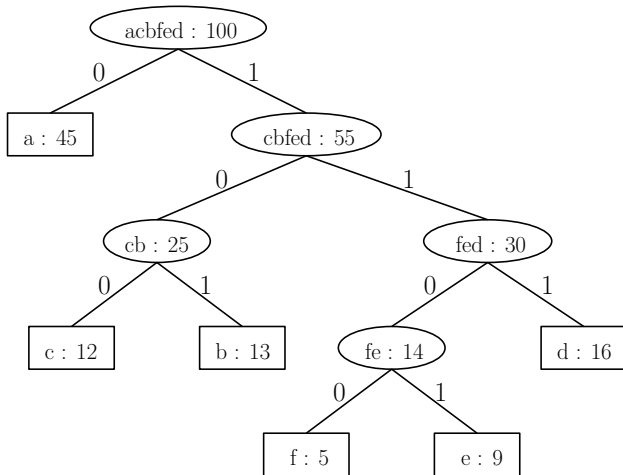 acbfed : 100
0 1
a : 45 cbfed : 55
0 1
cb : 25 fed : 30
0 1 0 1
c : 12 b : 13 fe : 14 d : 16
0 1
f : 5 e : 9